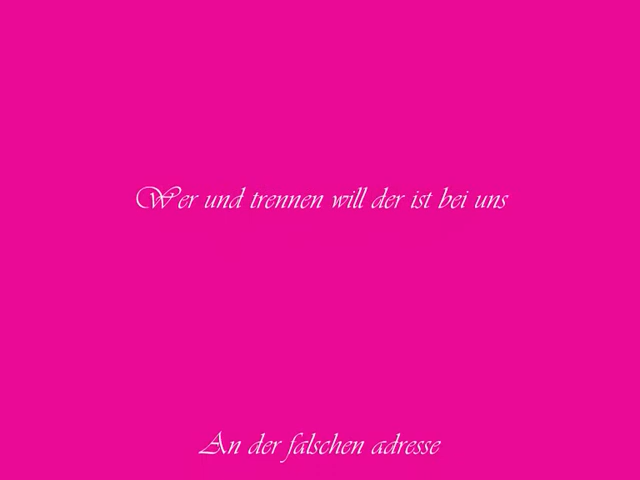 Wer und trennen will der ist bei uns
An der falschen adresse